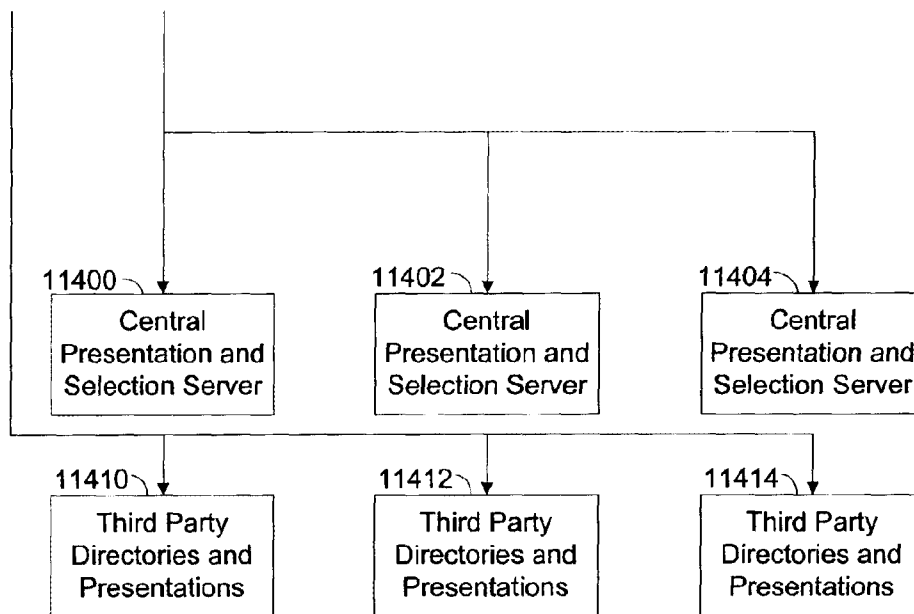 11400
Central
Presentation and
Selection Server
11402
Central
Presentation and
Selection Server
11404
Central
Presentation and
Selection Server
11410
Third Party
Directories and
Presentations
11412
Third Party
Directories and
Presentations
11414
Third Party
Directories and
Presentations